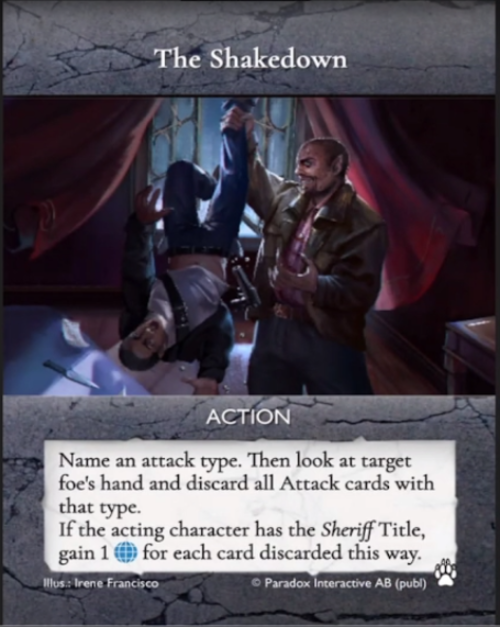 The Shakedown
ACTION
Name an attack type. Then look at target
foe's hand and discard all Attack cards with
that type.
If the acting character has the Sheriff Title,
gain 1 for each card discarded this way.
Illus.: Irene Francisco
© Paradox Interactive AB (publ)